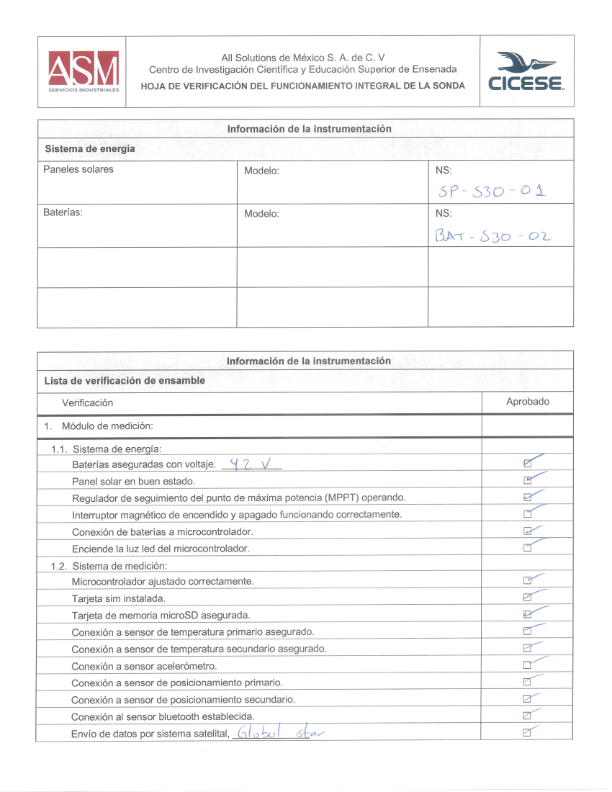 ASM
SERVICIOS INDUSTRIALES
All Solutions de México S. A. de C. V
Centro de Investigación Científica y Educación Superior de Ensenada
HOJA DE VERIFICACIÓN DEL FUNCIONAMIENTO INTEGRAL DE LA SONDA
CICESE
Información de la instrumentación
Sistema de energía
Paneles solares Modelo: NS: SP-S30-01
Baterías: Modelo: NS: BAT-S30-02
Información de la instrumentación
Lista de verificación de ensamble
Verificación Aprobado
1. Módulo de medición:
1.1. Sistema de energía:
Baterías aseguradas con voltaje. 42 V
Panel solar en buen estado.
Regulador de seguimiento del punto de máxima potencia (MPPT) operando.
Interruptor magnético de encendido y apagado funcionando correctamente.
Conexión de baterías a microcontrolador.
Enciende la luz led del microcontrolador.
1.2. Sistema de medición:
Microcontrolador ajustado correctamente.
Tarjeta sim instalada.
Tarjeta de memoria microSD asegurada.
Conexión a sensor de temperatura primario asegurado.
Conexión a sensor de temperatura secundario asegurado.
Conexión a sensor acelerómetro.
Conexión a sensor de posicionamiento primario.
Conexión a sensor de posicionamiento secundario.
Conexión al sensor bluetooth establecida.
Envío de datos por sistema satelital, Global star